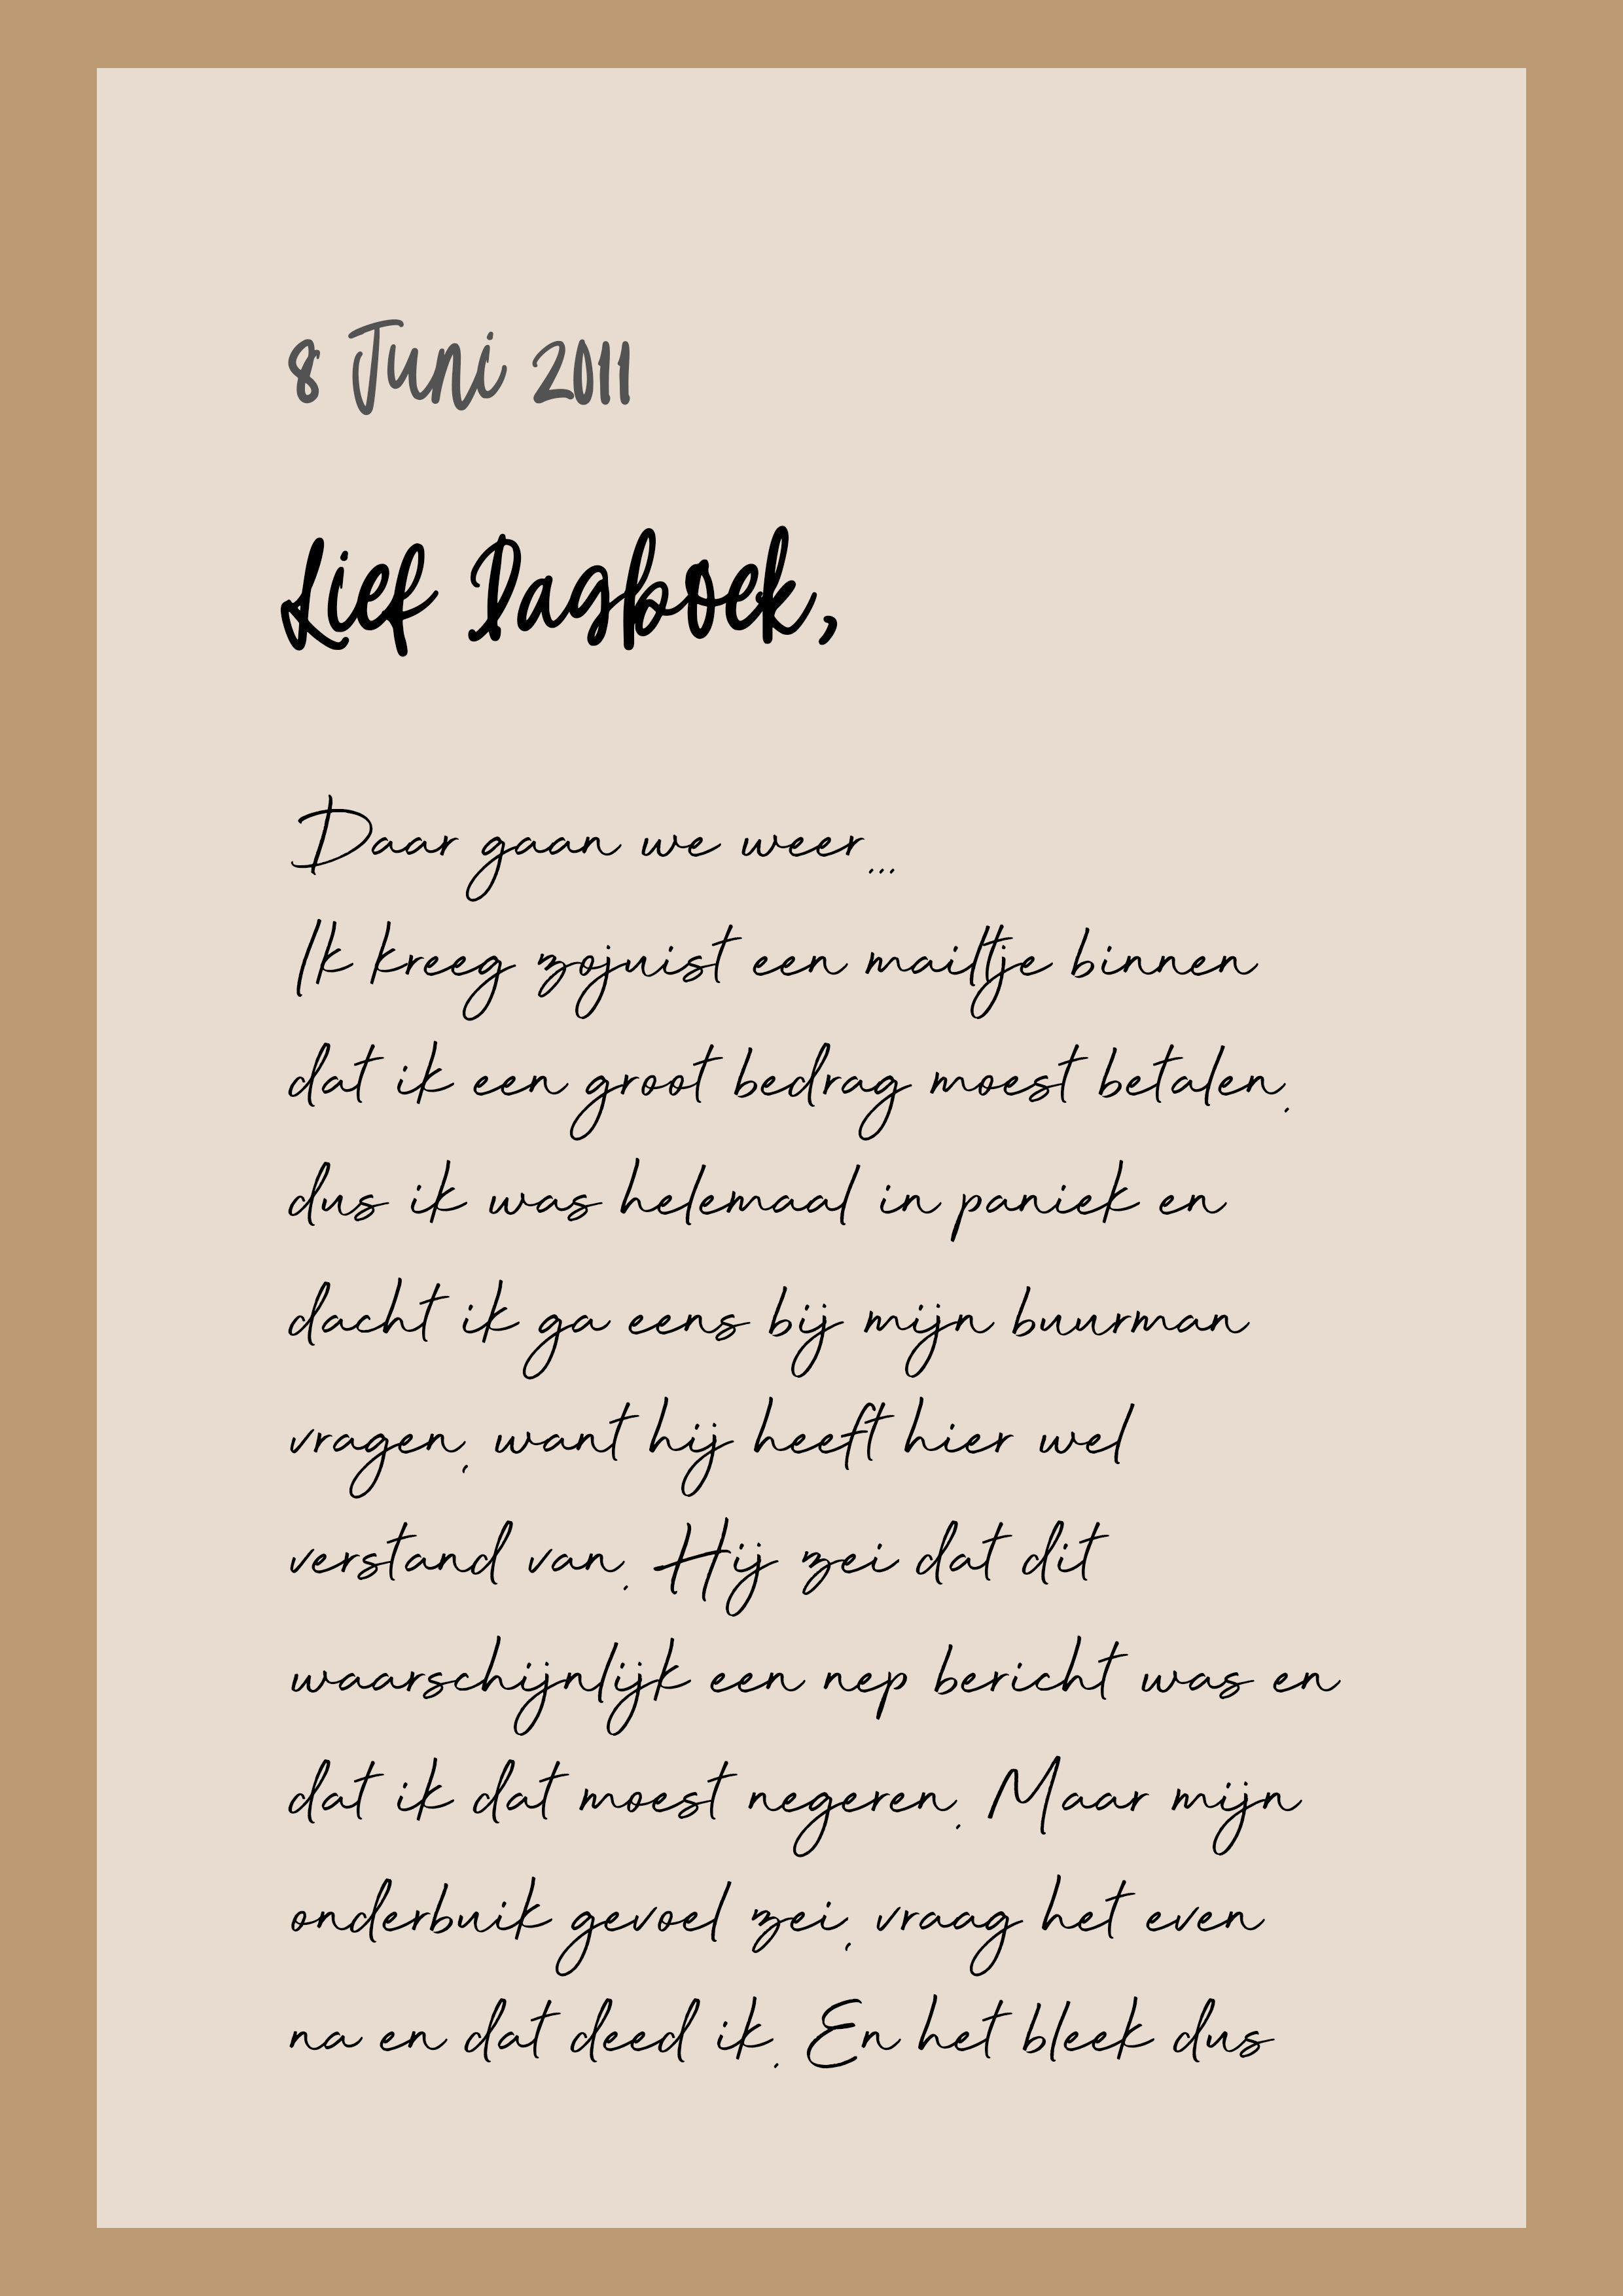 8 Juni 2011
Lief Dagboek,
Daar gaan we weer...
Ik kreeg zojuist een mailtje binnen
dat ik een groot bedrag moest betalen.
dus ik was helemaal in paniek en
dacht ik ga eens bij mijn buurman
vragen, want hij heeft hier wel
verstand van. Hij zei dat dit
waarschijnlijk een nep bericht was en
dat ik dat moest negeren. Maar mijn
onderbuik gevoel zei, vraag het even
na en dat deed ik. En het bleek dus